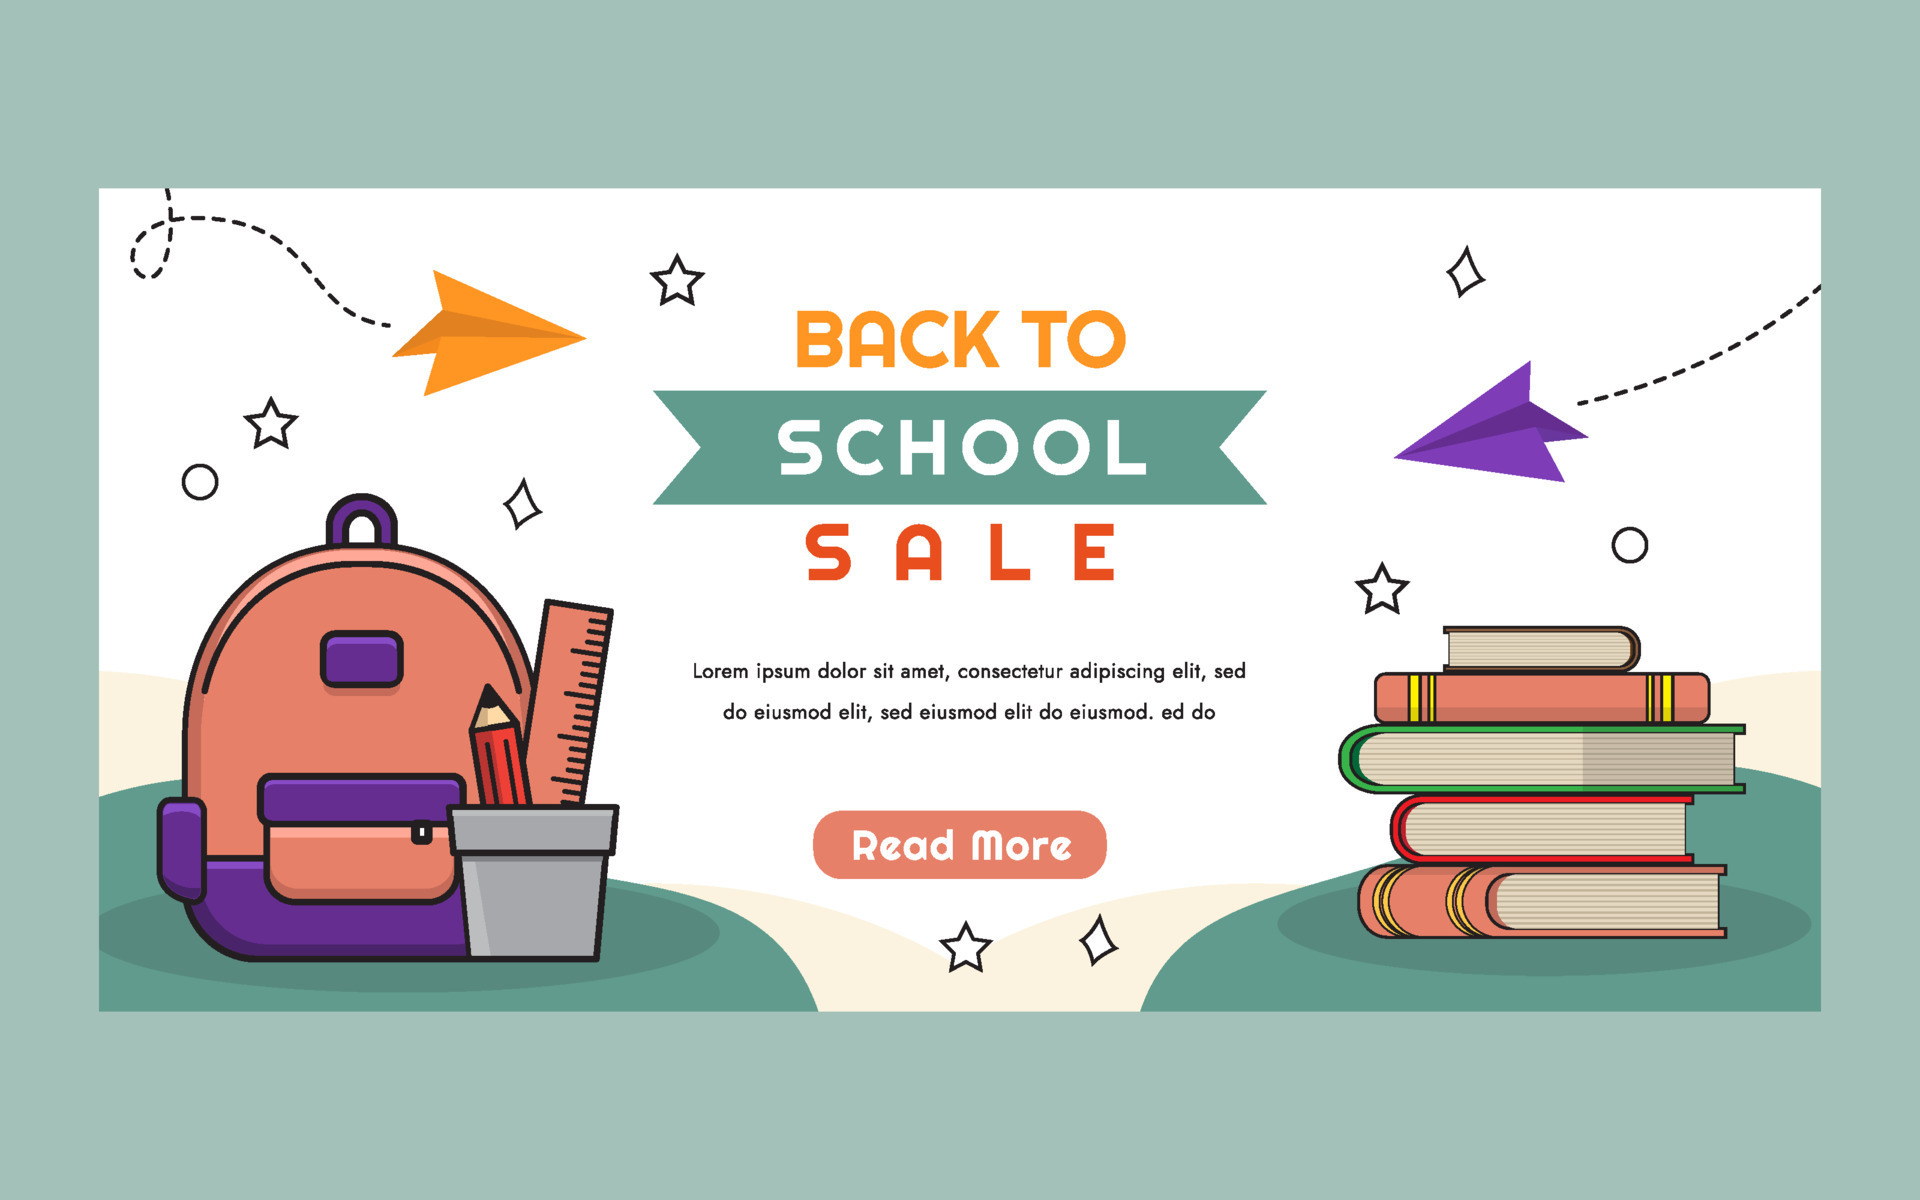 BACK TO
SCHOOL
SALE
Lorem ipsum dolor sit amet, consectetur adipiscing elit, sed
do eiusmod elit, sed eiusmod elit do eiusmod. ed do
Read More